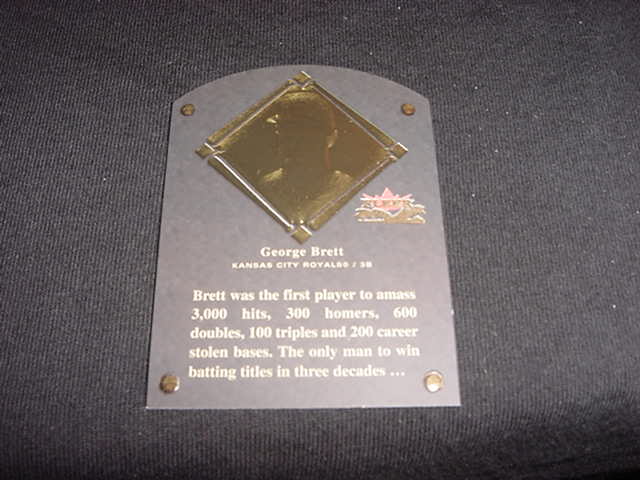 George Brett
KANSAS CITY ROYALS® / 3B
Brett was the first player to amass
3,000 hits, 300 homers, 600
doubles, 100 triples and 200 career
stolen bases. The only man to win
batting titles in three decades ...